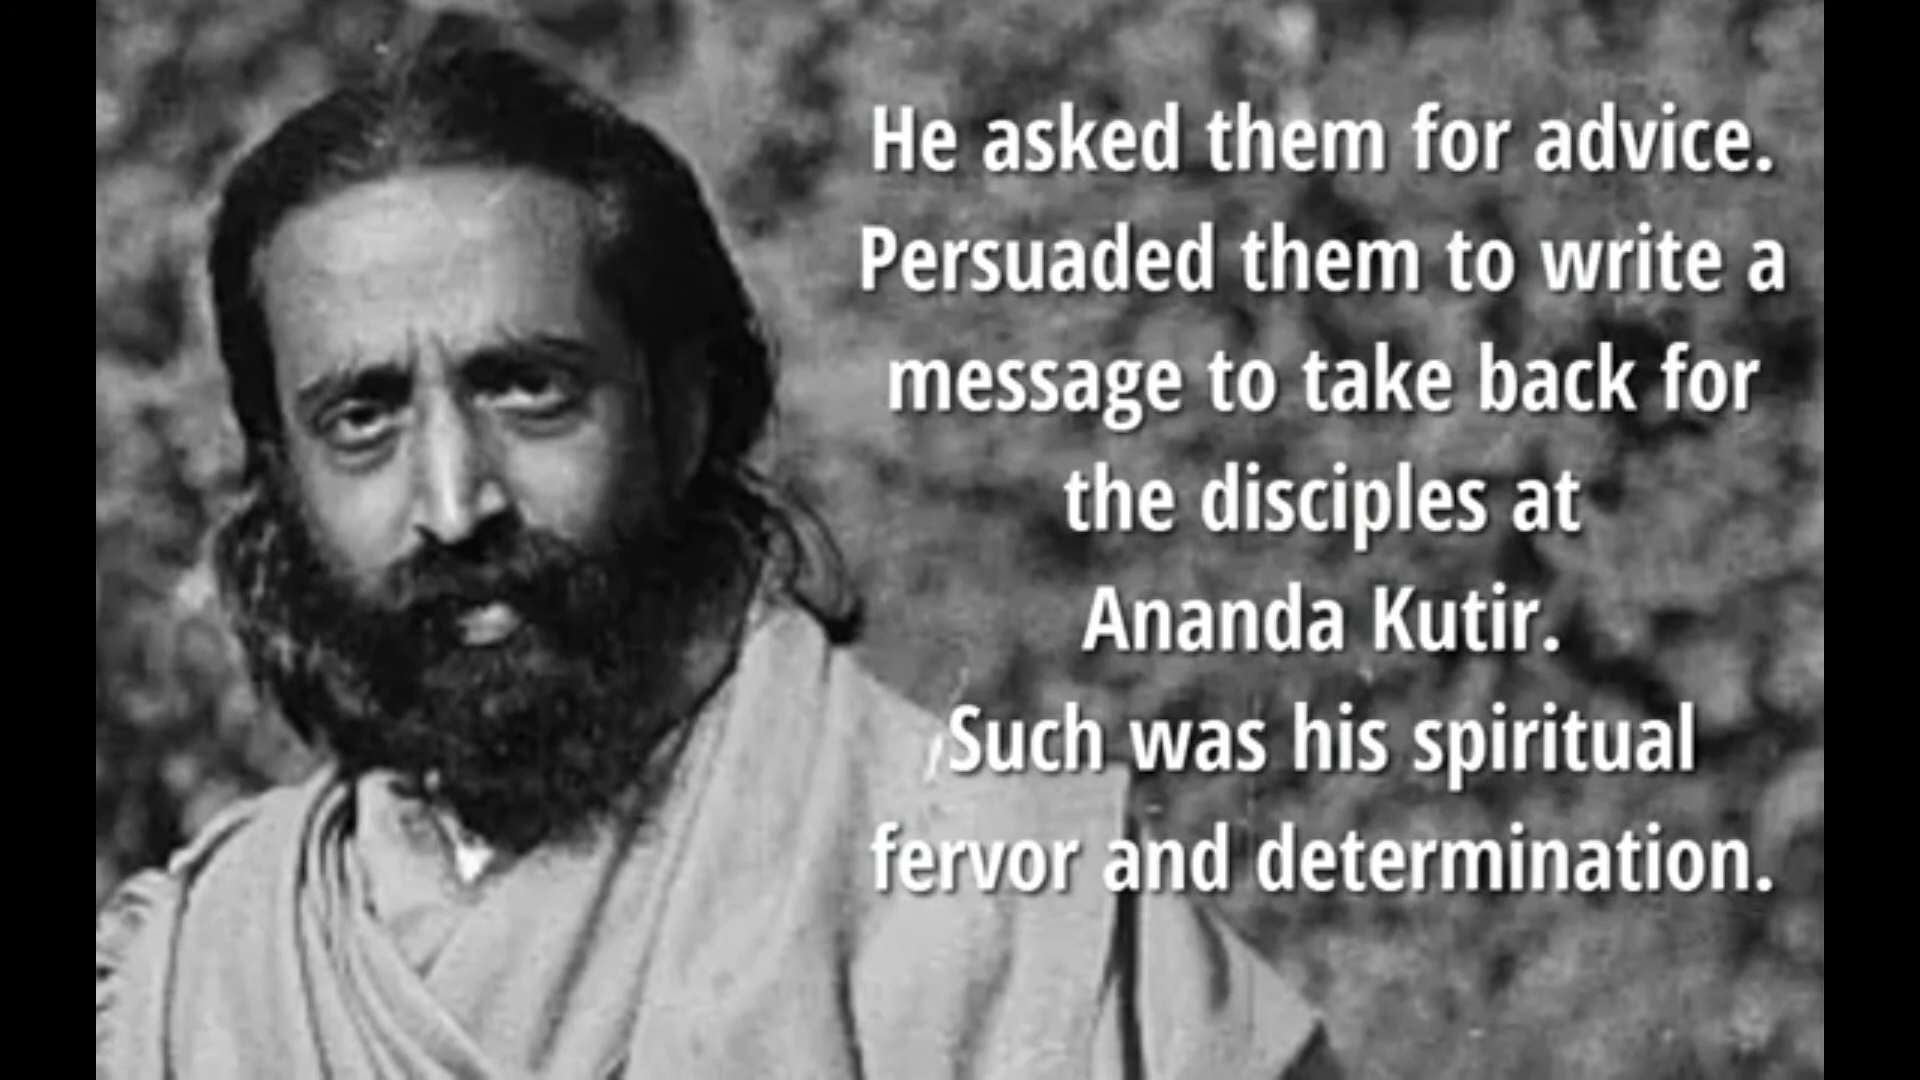 He asked them for advice.
Persuaded them to write a
message to take back for
the disciples at
Ananda Kutir.
Such was his spiritual
fervor and determination.